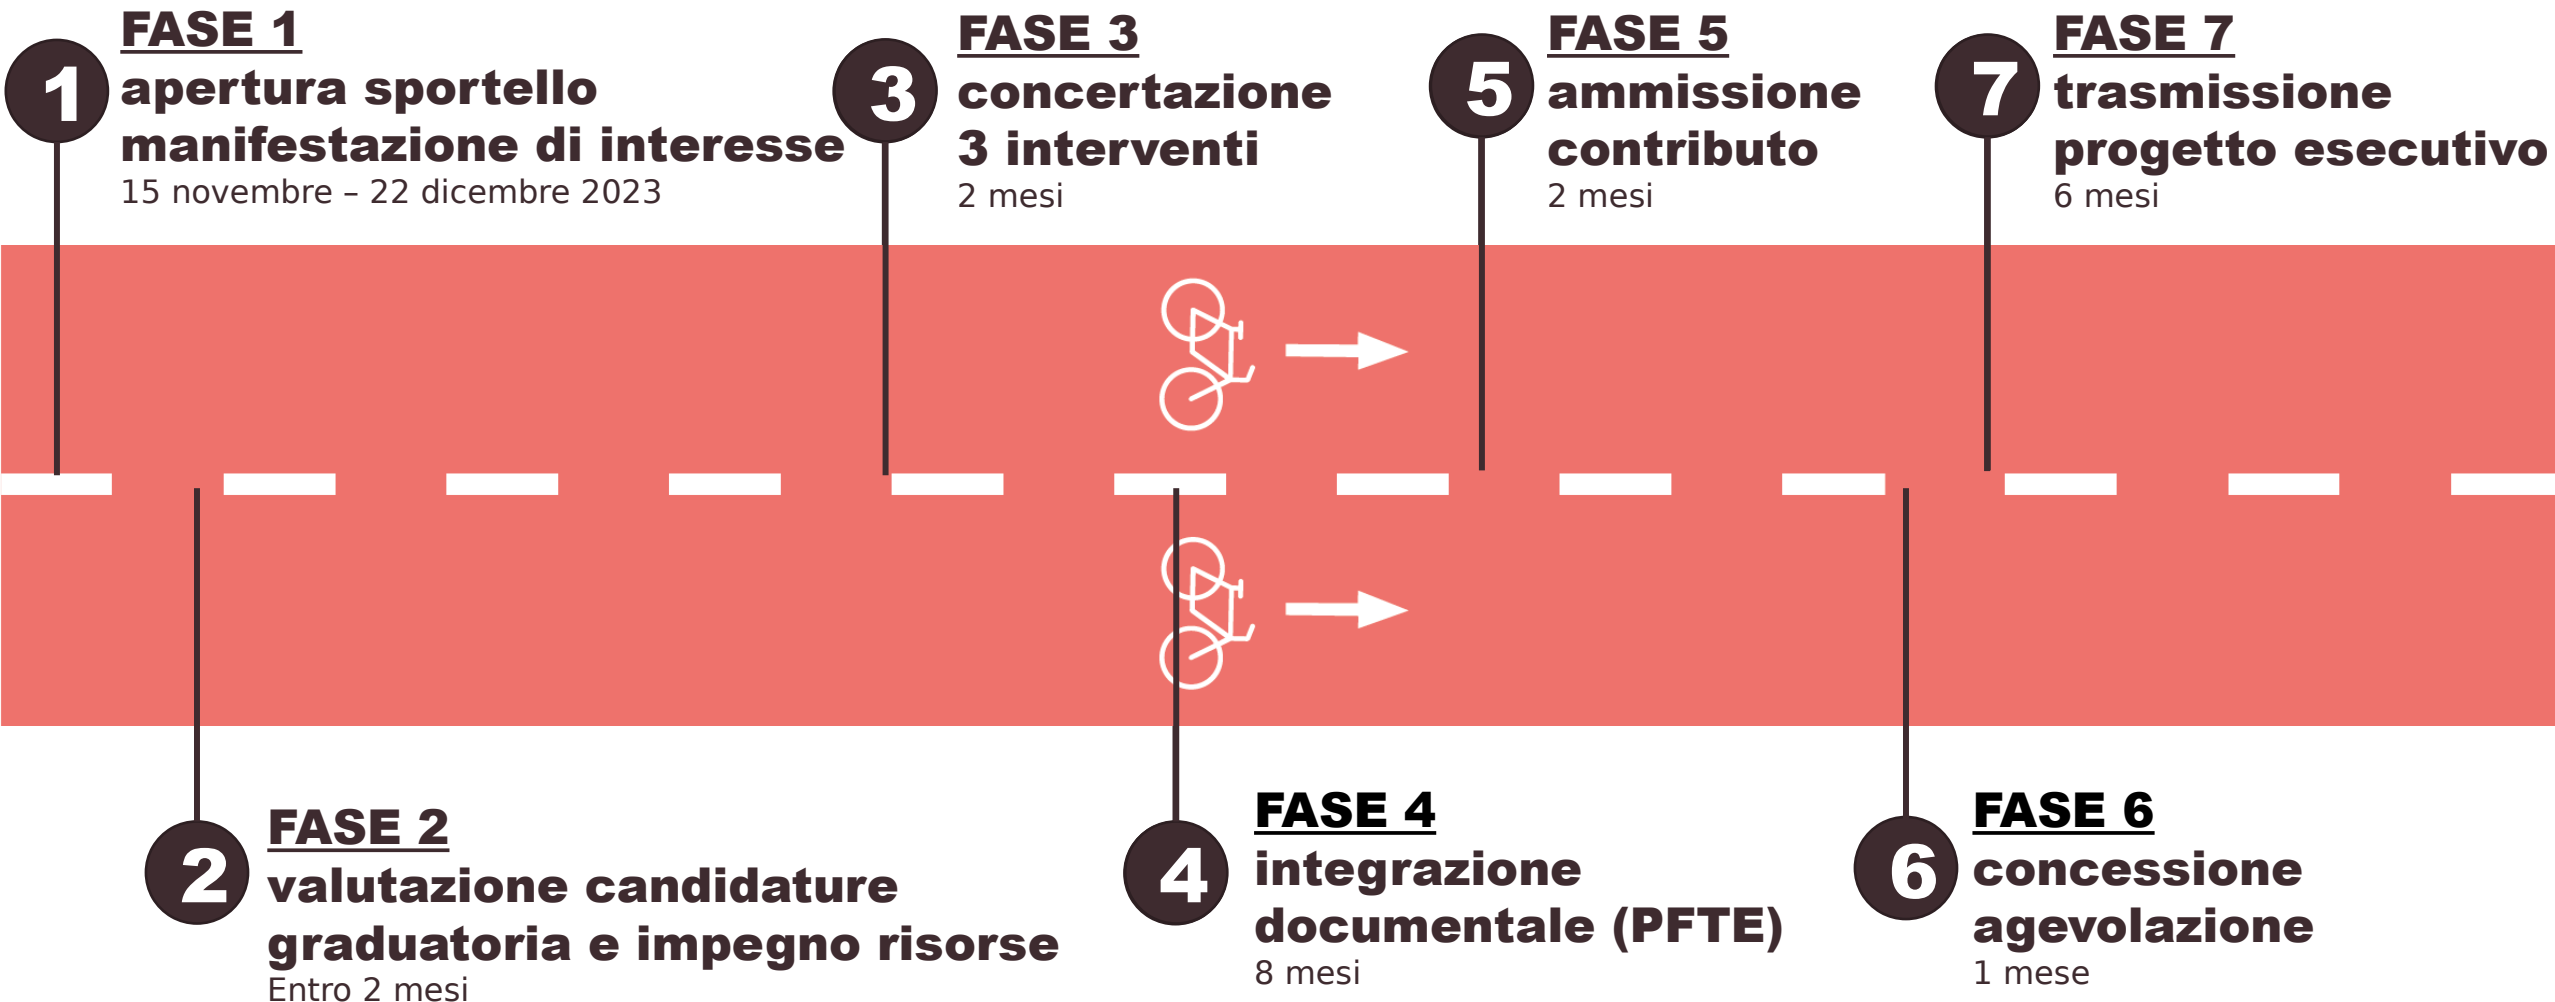 1
FASE 1
apertura sportello
manifestazione di interesse
15 novembre – 22 dicembre 2023
2
FASE 2
valutazione candidature
graduatoria e impegno risorse
Entro 2 mesi
3
FASE 3
concertazione
3 interventi
2 mesi
4
FASE 4
integrazione
documentale (PFTE)
8 mesi
5
FASE 5
ammissione
contributo
2 mesi
6
FASE 6
concessione
agevolazione
1 mese
7
FASE 7
trasmissione
progetto esecutivo
6 mesi